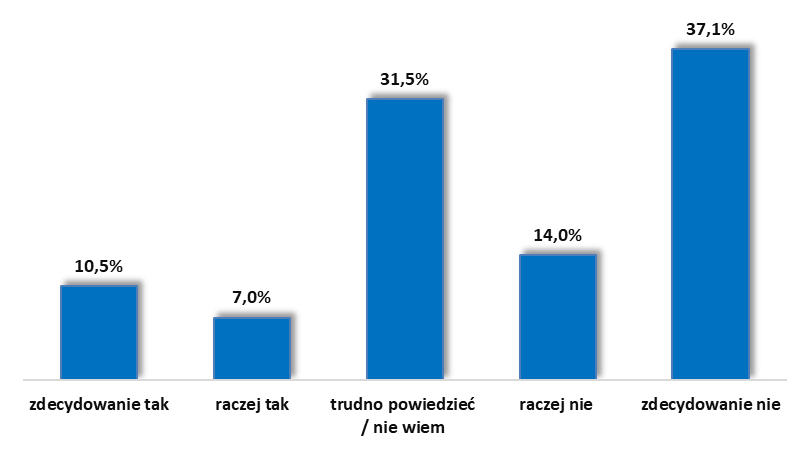 37,1%
31,5%
14,0%
10,5%
7,0%
zdecydowanie tak
raczej tak
trudno powiedzieć
/ nie wiem
raczej nie
zdecydowanie nie